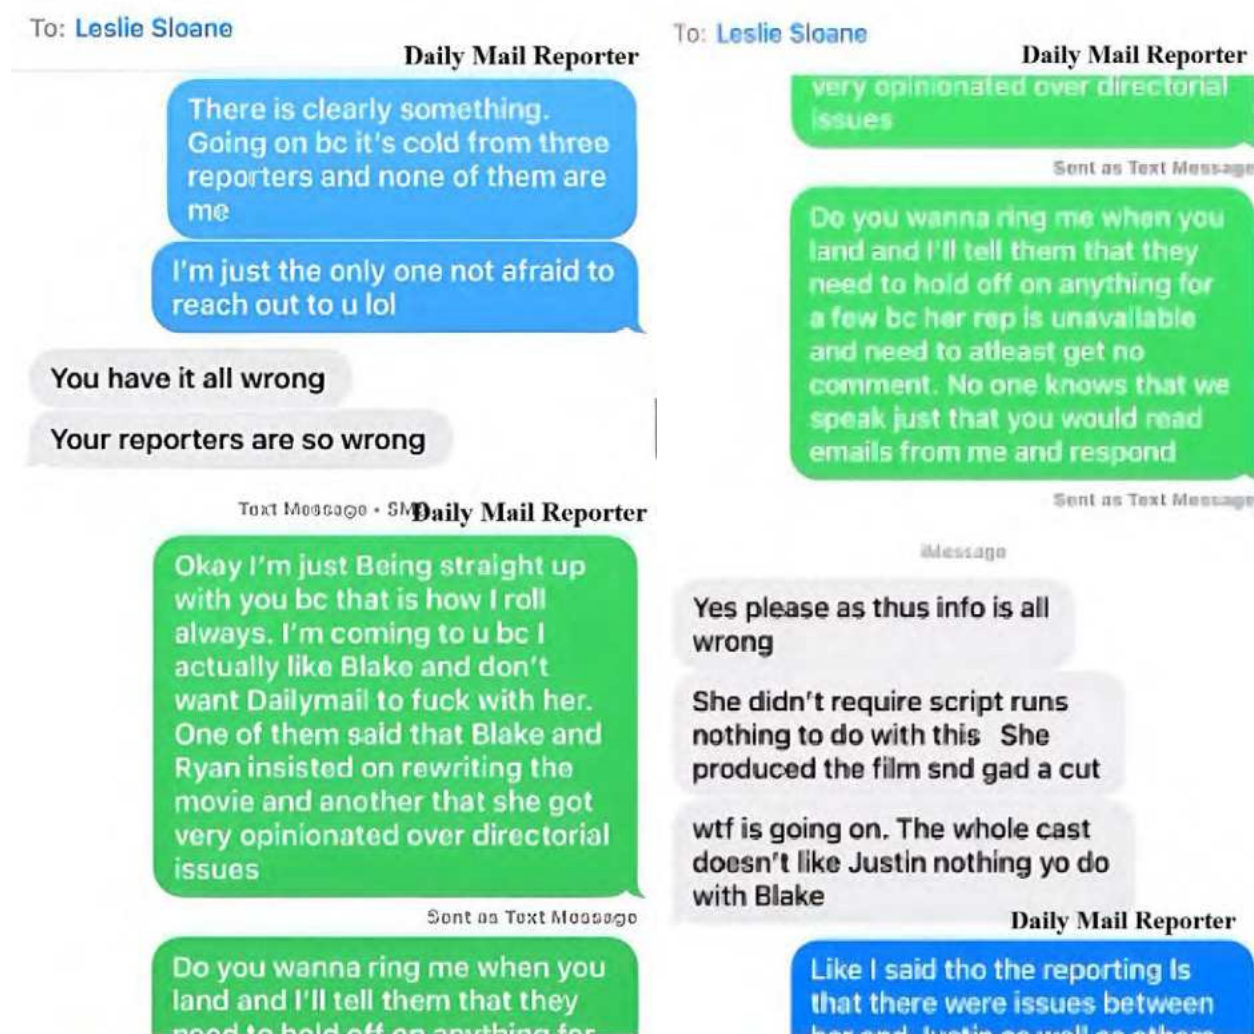 To: Leslie Sloane
Daily Mail Reporter
There is clearly something.
Going on bc it's cold from three
reporters and none of them are
me
I'm just the only one not afraid to
reach out to u lol
You have it all wrong
Your reporters are so wrong
Text Message • SM
Daily Mail Reporter
Okay I'm just Being straight up
with you bc that is how I roll
always. I'm coming to u bc I
actually like Blake and don't
want Dailymail to fuck with her.
One of them said that Blake and
Ryan insisted on rewriting the
movie and another that she got
very opinionated over directorial
issues
Sent as Text Message
Do you wanna ring me when you
land and I'll tell them that they
need to hold off on anything for
To: Leslie Sloane
Daily Mail Reporter
very opinionated over directorial
issues
Sent as Text Message
Do you wanna ring me when you
land and I'll tell them that they
need to hold off on anything for
a few bc her rep is unavailable
and need to atleast get no
comment. No one knows that we
speak just that you would read
emails from me and respond
Sent as Text Message
iMessage
Yes please as thus info is all
wrong
She didn't require script runs
nothing to do with this She
produced the film snd gad a cut
wtf is going on. The whole cast
doesn't like Justin nothing yo do
with Blake
Daily Mail Reporter
Like I said tho the reporting Is
that there were issues between